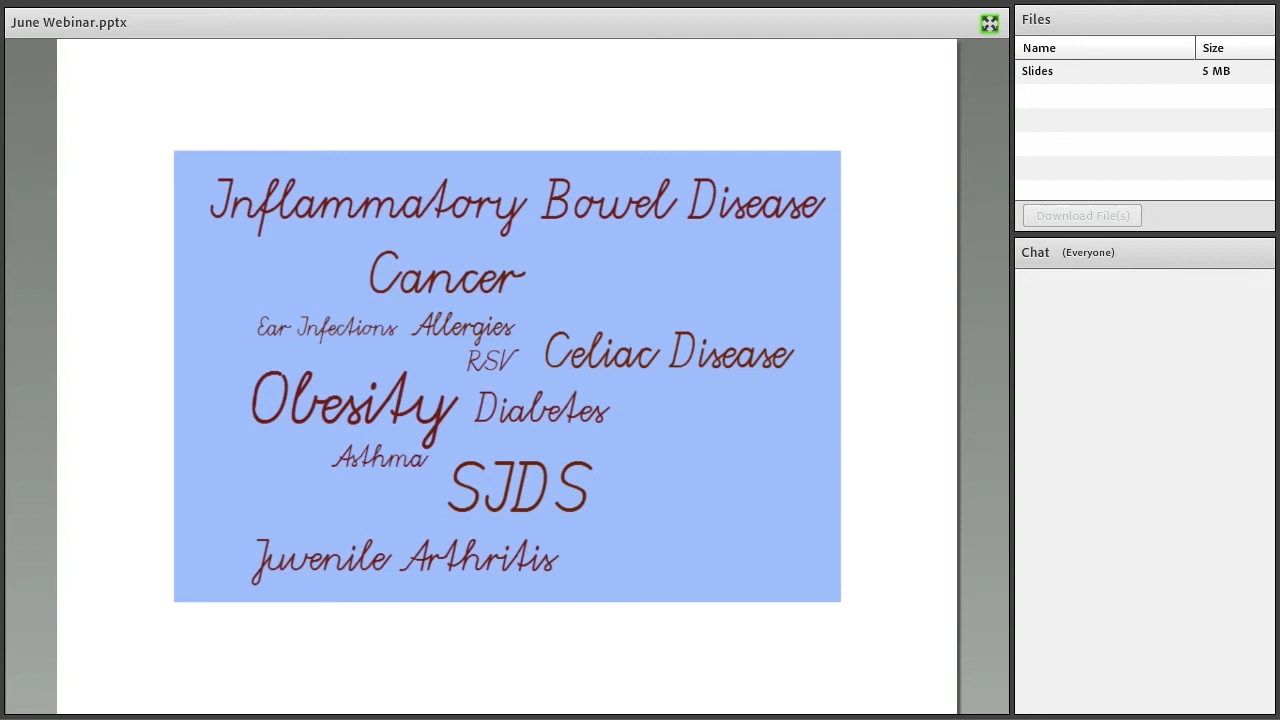 June Webinar.pptx
Inflammatory Bowel Disease
Cancer
Ear Infections Allergies
RSV Celiac Disease
Obesity Diabetes
Asthma
SIDS
Juvenile Arthritis
Files
Name Size
Slides 5 MB
Download File(s)
Chat (Everyone)